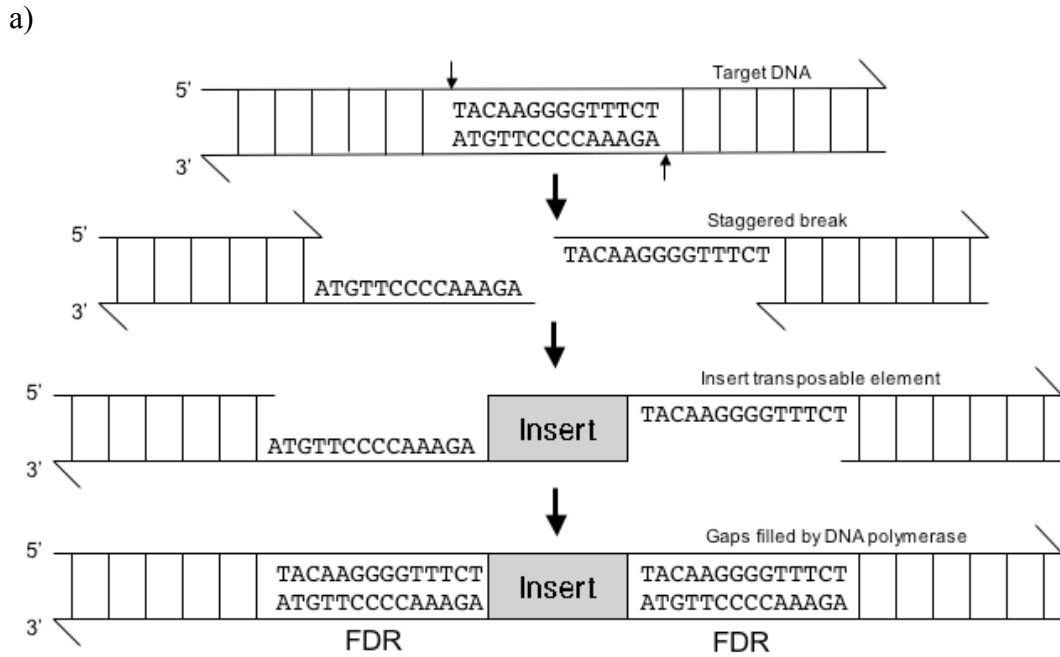 a)
Target DNA
5'
TACAAGGGGTTTCT
ATGTTCCCCAAAGA
3'
Staggered break
5'
TACAAGGGGTTTCT
ATGTTCCCCAAAGA
3'
Insert transposable element
5'
TACAAGGGGTTTCT
Insert
ATGTTCCCCAAAGA
3'
Gaps filled by DNA polymerase
5'
TACAAGGGGTTTCT Insert TACAAGGGGTTTCT
ATGTTCCCCAAAGA ATGTTCCCCAAAGA
3'
FDR FDR